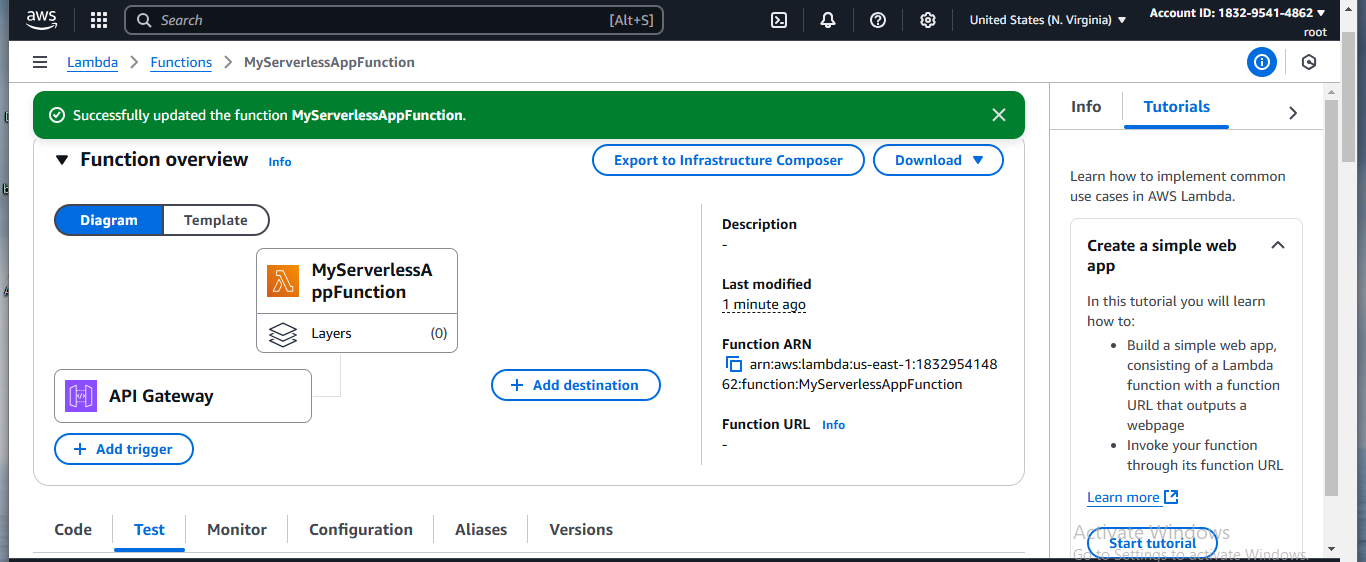 aws
Search
[Alt+S]
United States (N. Virginia)
Account ID: 1832-9541-4862
root
Lambda
Functions
MyServerlessAppFunction
Successfully updated the function MyServerlessAppFunction.
Function overview
Info
Export to Infrastructure Composer
Download
Diagram
Template
MyServerlessA
ppFunction
Layers
(0)
API Gateway
Add trigger
Add destination
Description
-
Last modified
1 minute ago
Function ARN
arn:aws:lambda:us-east-1:1832954148
62:function:MyServerlessAppFunction
Function URL
Info
-
Code
Test
Monitor
Configuration
Aliases
Versions
Info
Tutorials
Learn how to implement common
use cases in AWS Lambda.
Create a simple web
app
In this tutorial you will learn
how to:
• Build a simple web app,
consisting of a Lambda
function with a function
URL that outputs a
webpage
• Invoke your function
through its function URL
Learn more
Start tutorial
Activate Windows
Go to Settings to activate Windows.